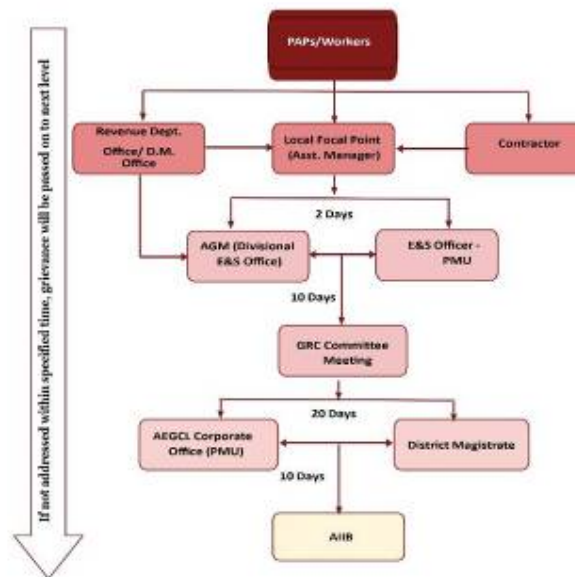 PAPs/Workers
Revenue Dept.
Office/ D.M.
Office
Local Focal Point
(Asst. Manager)
Contractor
2 Days
AGM (Divisional
E&S Office)
E&S Officer -
PMU
10 Days
GRC Committee
Meeting
20 Days
AEGCL Corporate
Office (PMU)
District Magistrate
10 Days
AIIB
If not addressed within specified time, grievance will be passed on to next level